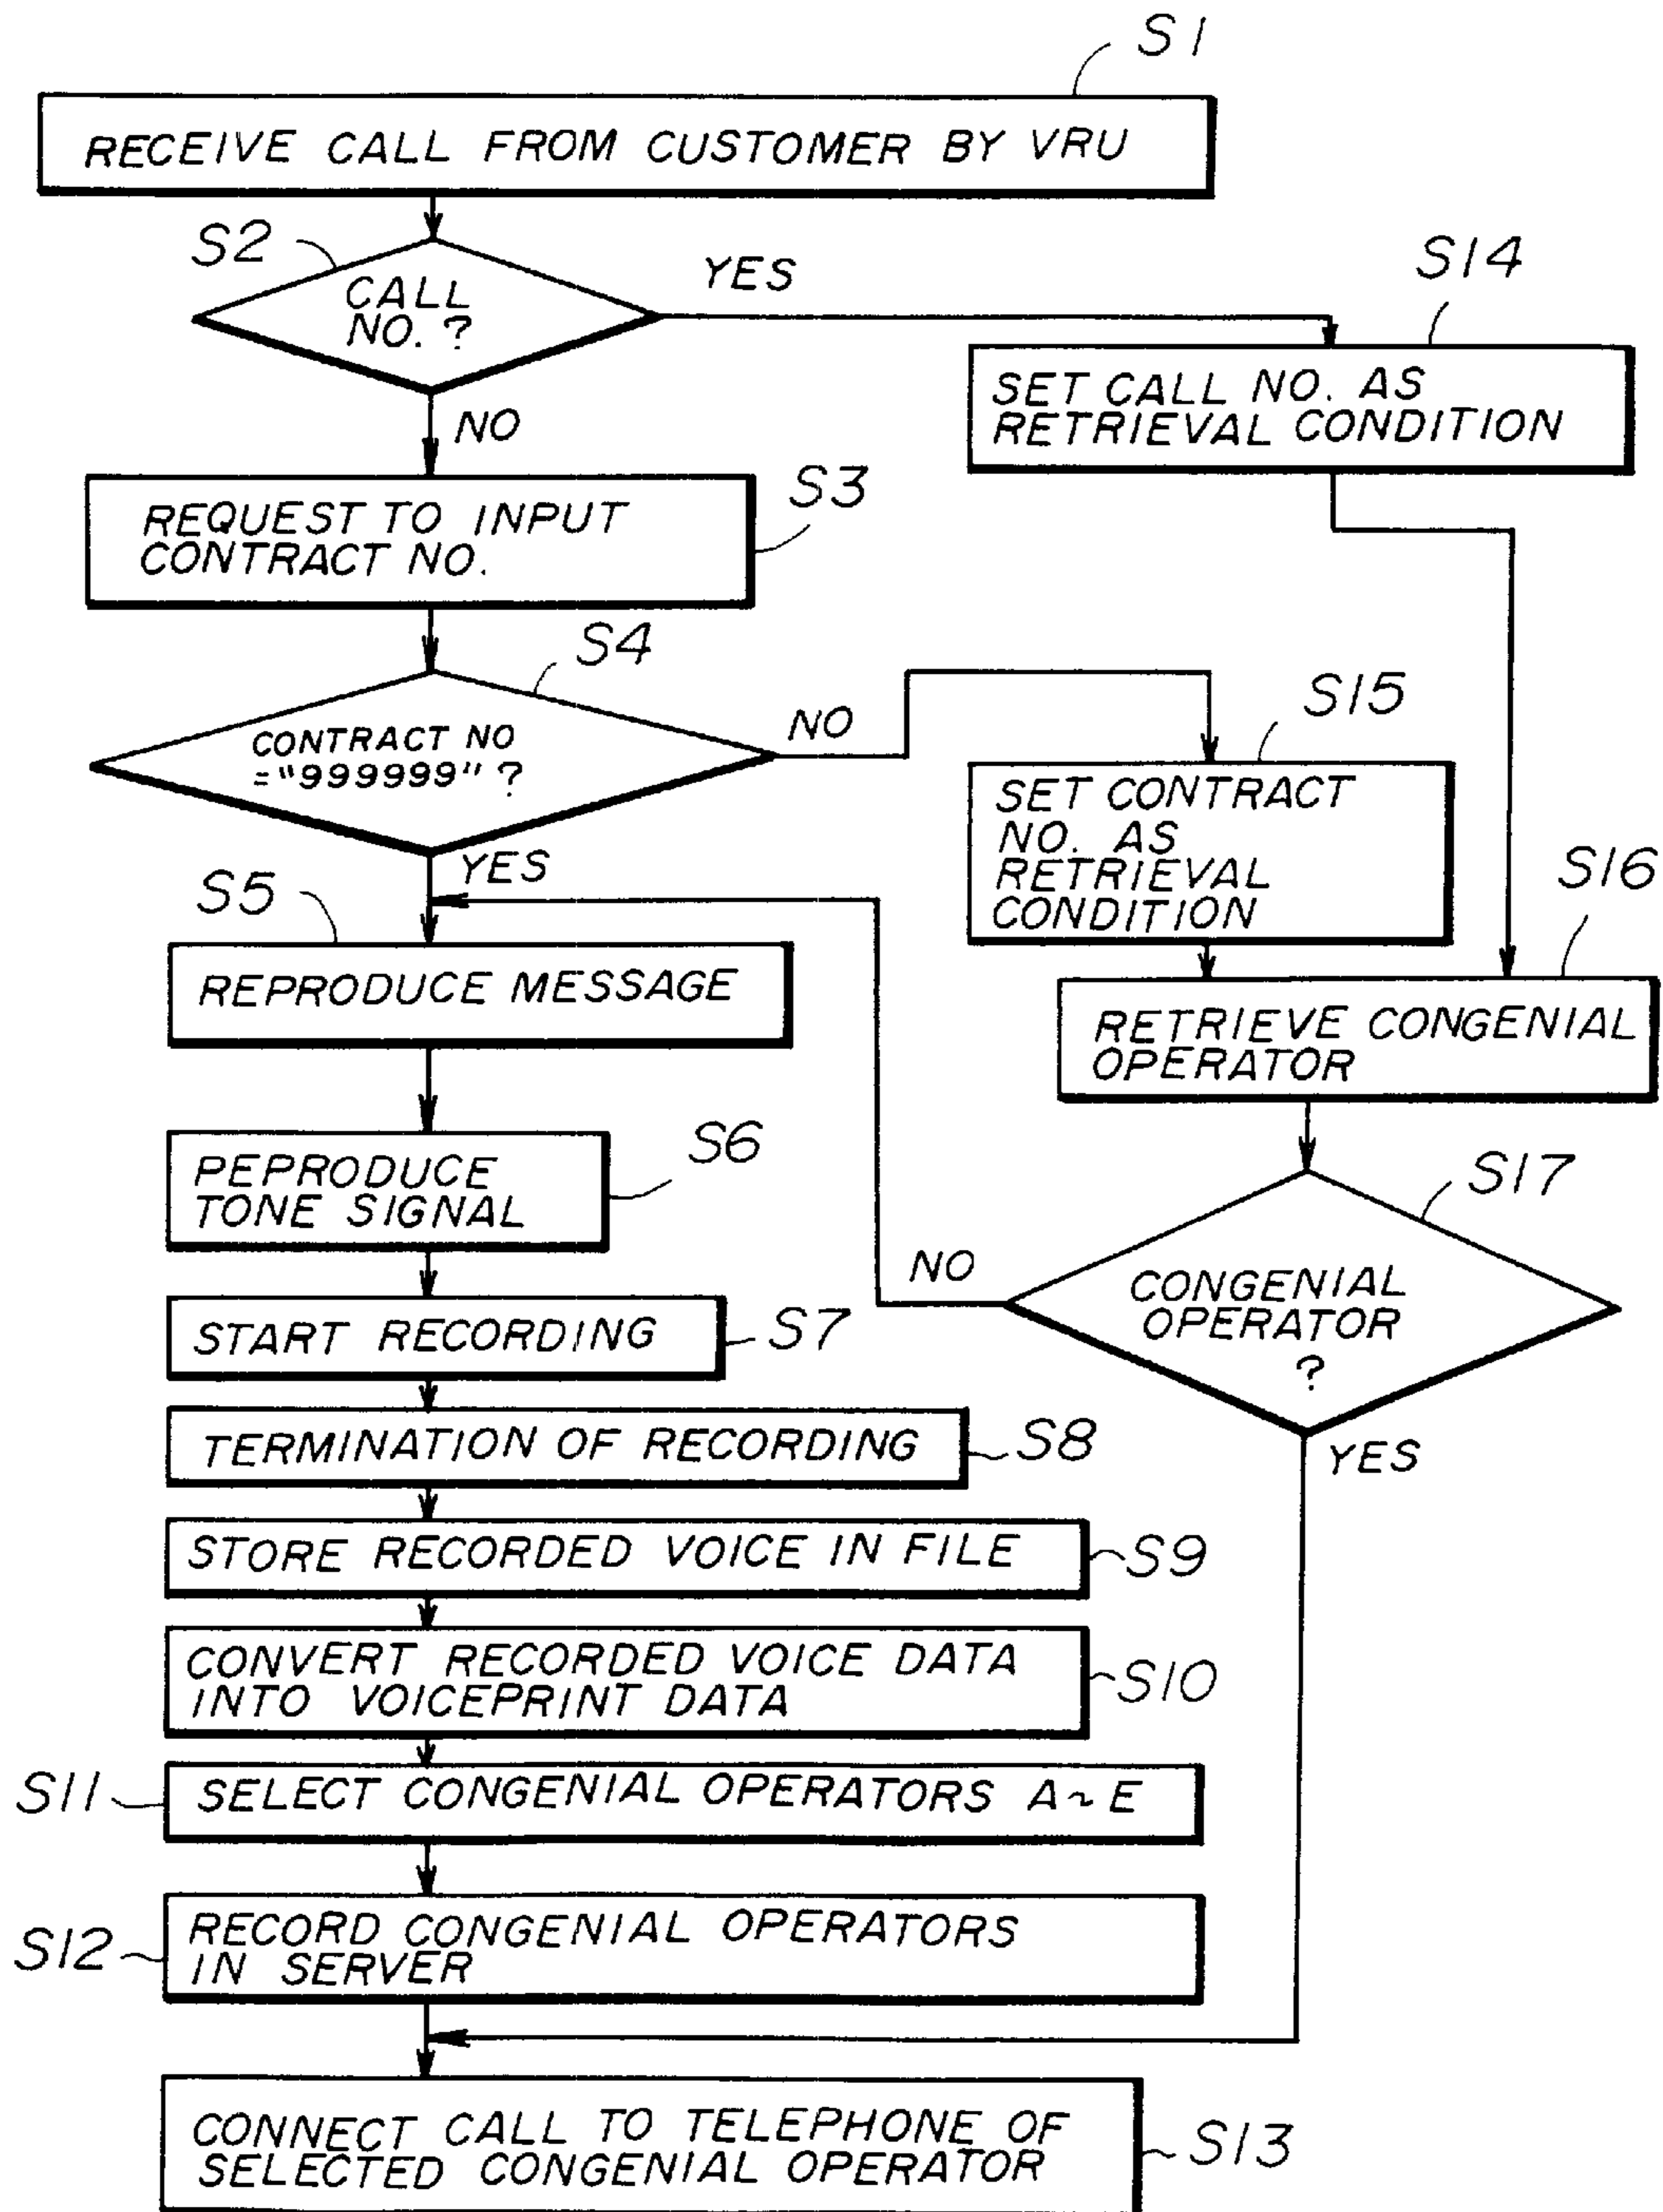 S1
RECEIVE CALL FROM CUSTOMER BY VRU
S2
CALL
NO. ?
YES
NO
S14
SET CALL NO. AS
RETRIEVAL CONDITION
S3
REQUEST TO INPUT
CONTRACT NO.
S4
CONTRACT NO
="999999" ?
NO
YES
S15
SET CONTRACT
NO. AS
RETRIEVAL
CONDITION
S16
RETRIEVE CONGENIAL
OPERATOR
S5
REPRODUCE MESSAGE
S6
PEPRODUCE
TONE SIGNAL
S17
CONGENIAL
OPERATOR
?
NO
YES
S7
START RECORDING
S8
TERMINATION OF RECORDING
S9
STORE RECORDED VOICE IN FILE
S10
CONVERT RECORDED VOICE DATA
INTO VOICEPRINT DATA
S11
SELECT CONGENIAL OPERATORS A~E
S12
RECORD CONGENIAL OPERATORS
IN SERVER
S13
CONNECT CALL TO TELEPHONE OF
SELECTED CONGENIAL OPERATOR